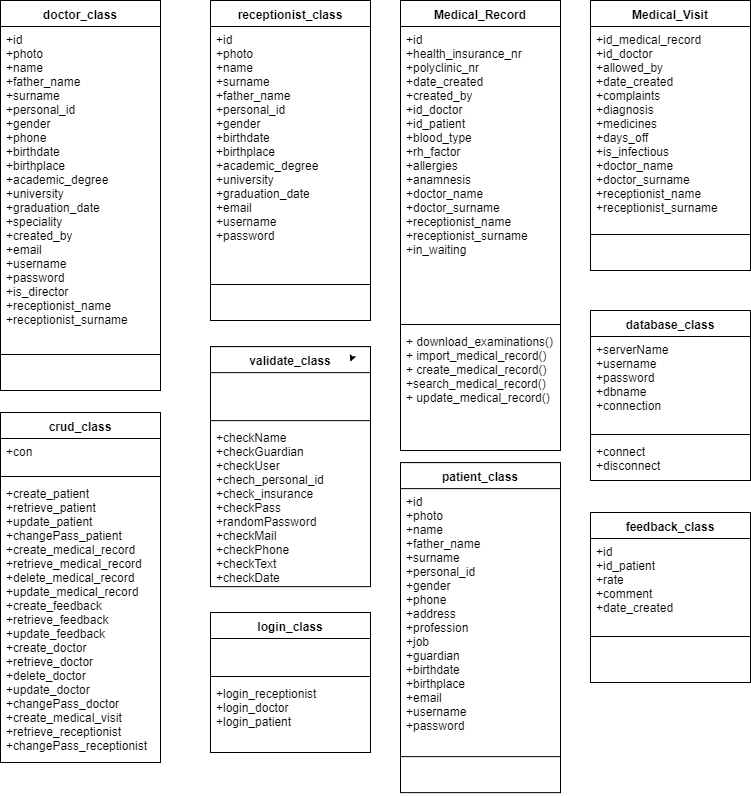 doctor_class
+id
+photo
+name
+father_name
+surname
+personal_id
+gender
+phone
+birthdate
+birthplace
+academic_degree
+university
+graduation_date
+speciality
+created_by
+email
+username
+password
+is_director
+receptionist_name
+receptionist_surname
receptionist_class
+id
+photo
+name
+surname
+father_name
+personal_id
+gender
+birthdate
+birthplace
+academic_degree
+university
+graduation_date
+email
+username
+password
Medical_Record
+id
+health_insurance_nr
+polyclinic_nr
+date_created
+created_by
+id_doctor
+id_patient
+blood_type
+rh_factor
+allergies
+anamnesis
+doctor_name
+doctor_surname
+receptionist_name
+receptionist_surname
+in_waiting
+ download_examinations()
+ import_medical_record()
+ create_medical_record()
+search_medical_record()
+ update_medical_record()
Medical_Visit
+id_medical_record
+id_doctor
+allowed_by
+date_created
+complaints
+diagnosis
+medicines
+days_off
+is_infectious
+doctor_name
+doctor_surname
+receptionist_name
+receptionist_surname
database_class
+serverName
+username
+password
+dbname
+connection
+connect
+disconnect
validate_class
+checkName
+checkGuardian
+checkUser
+chech_personal_id
+check_insurance
+checkPass
+randomPassword
+checkMail
+checkPhone
+checkText
+checkDate
crud_class
+con
+create_patient
+retrieve_patient
+update_patient
+changePass_patient
+create_medical_record
+retrieve_medical_record
+delete_medical_record
+update_medical_record
+create_feedback
+retrieve_feedback
+update_feedback
+create_doctor
+retrieve_doctor
+delete_doctor
+update_doctor
+changePass_doctor
+create_medical_visit
+retrieve_receptionist
+changePass_receptionist
login_class
+login_receptionist
+login_doctor
+login_patient
patient_class
+id
+photo
+name
+father_name
+surname
+personal_id
+gender
+phone
+address
+profession
+job
+guardian
+birthdate
+birthplace
+email
+username
+password
feedback_class
+id
+id_patient
+rate
+comment
+date_created